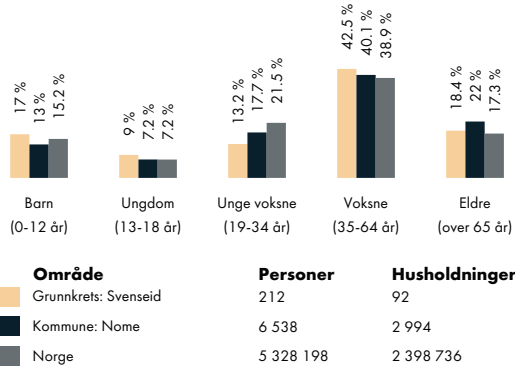 17 % 13 % 15.2 %
9 % 7.2 % 7.2 %
13.2 % 17.7 % 21.5 %
42.5 % 40.1 % 38.9 %
18.4 % 22 % 17.3 %
Barn
(0-12 år)
Ungdom
(13-18 år)
Unge voksne
(19-34 år)
Voksne
(35-64 år)
Eldre
(over 65 år)
Område Personer Husholdninger
Grunnkrets: Svenseid 212 92
Kommune: Nome 6 538 2 994
Norge 5 328 198 2 398 736